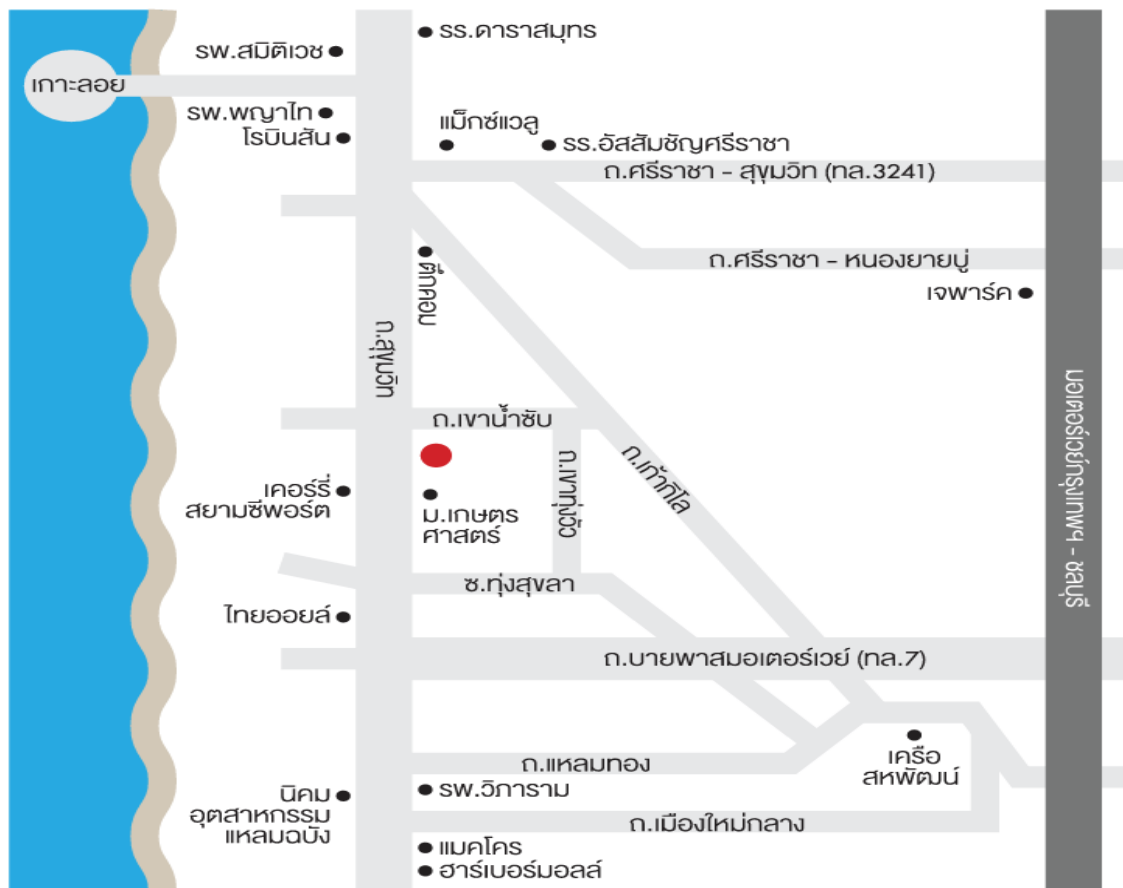 รร.ดาราสมุทร
รพ.สมิติเวช
เกาะลอย
รพ.พญาไท
แม็กซ์แวลู
โรบินสัน
รร.อัสสัมชัญศรีราชา
ถ.ศรีราชา - สุขุมวิท (ทล.3241)
ถ.ศรีราชา - หนองยายบู่
ตึกคอม
เจพาร์ค
ถ.สุขุมวิท
มอเตอร์เวย์กรุงเทพฯ - ชลบุรี
ถ.เขาน้ำซับ
ถ.เขาทุ่งวัว
ถ.เก้ากิโล
เคอร์รี่
สยามซีพอร์ต
ม.เกษตร
ศาสตร์
ซ.ทุ่งสุขลา
ไทยออยล์
ถ.บายพาสมอเตอร์เวย์ (ทล.7)
ถ.แหลมทอง
เครือ
สหพัฒน์
รพ.วิภาราม
นิคม
อุตสาหกรรม
แหลมฉบัง
ถ.เมืองใหม่กลาง
แมคโคร
ฮาร์เบอร์มอลล์